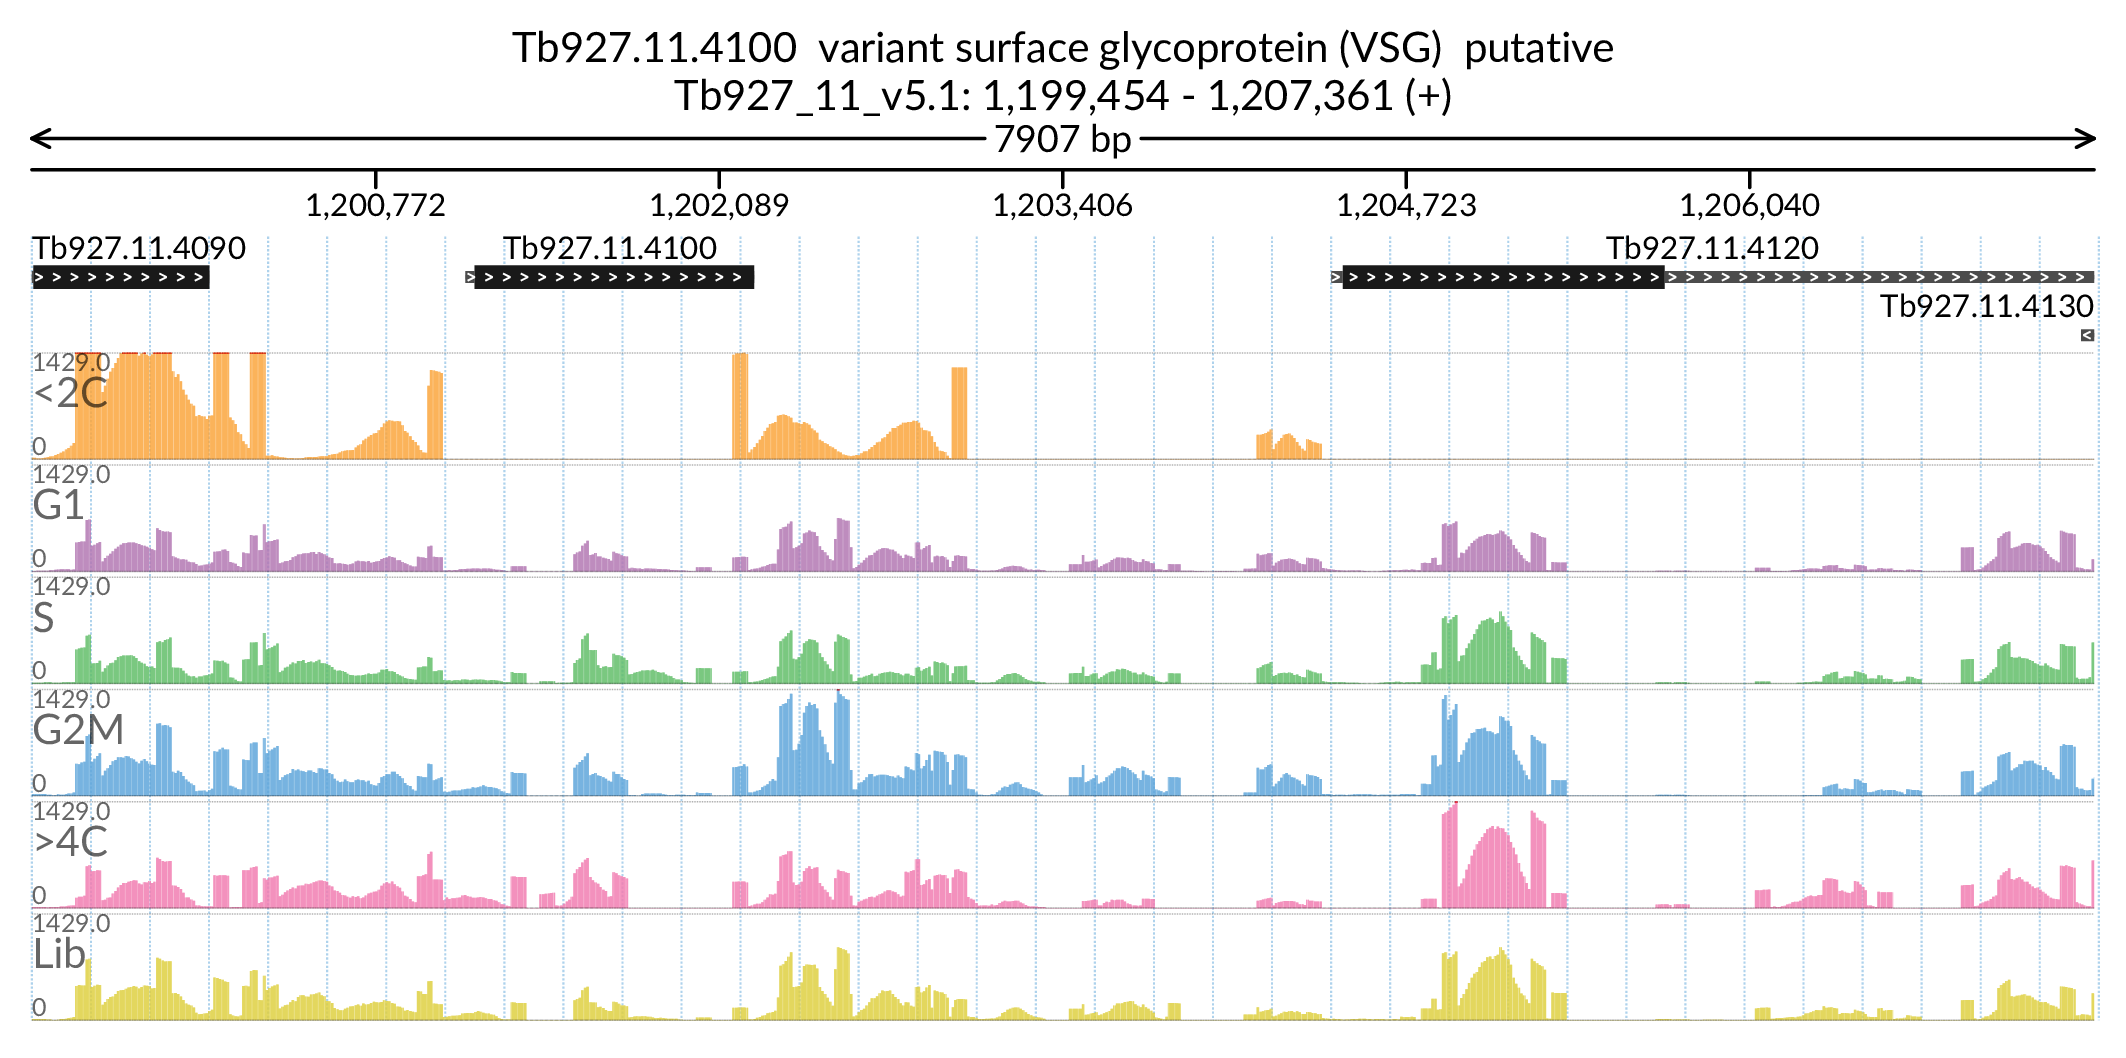 Tb927.11.4100  variant surface glycoprotein (VSG)  putative
Tb927_11_v5.1: 1,199,454 - 1,207,361 (+)
7907 bp
1,200,772 1,202,089 1,203,406 1,204,723 1,206,040
Tb927.11.4090 Tb927.11.4100 Tb927.11.4120
Tb927.11.4130
1429.0
<2C
0
1429.0
G1
0
1429.0
S
0
1429.0
G2M
0
1429.0
>4C
0
1429.0
Lib
0